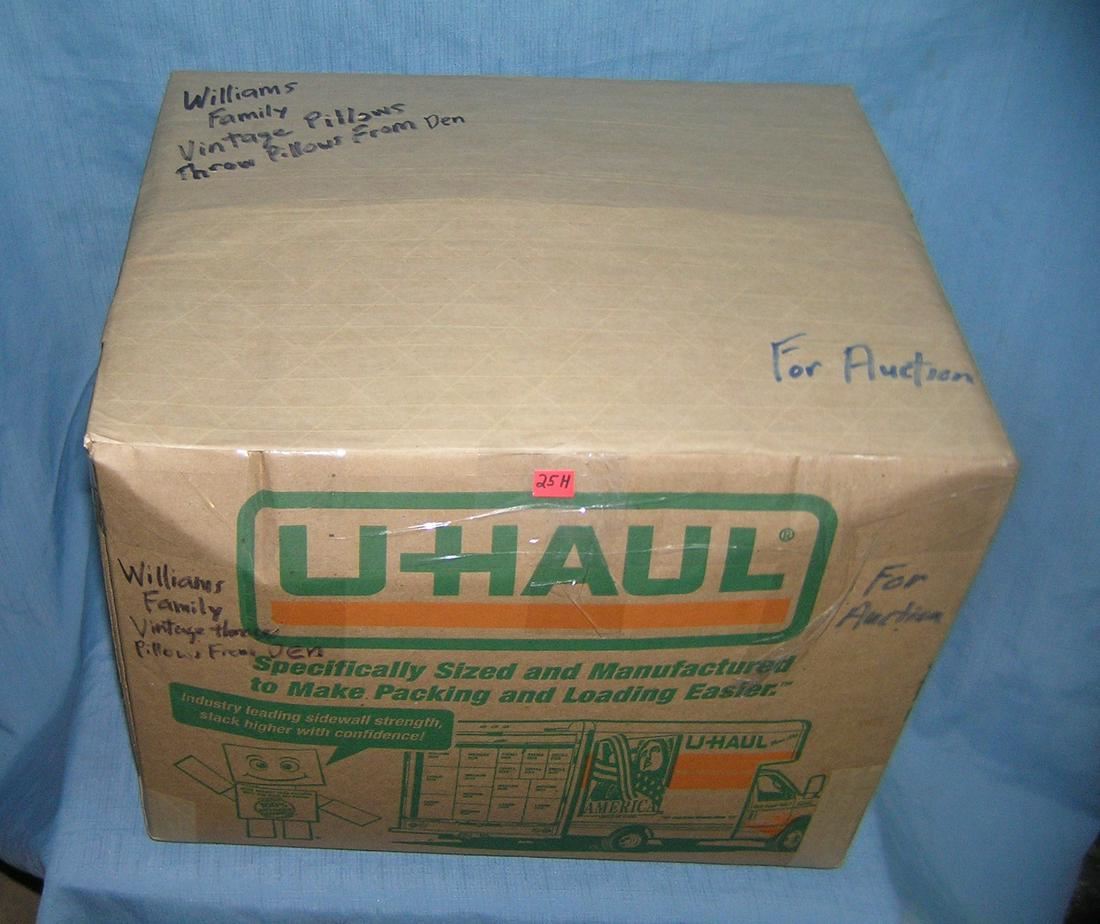 Williams
Family
Vintage Pillows
Throw Pillows From Den
For Auction
25H
U-HAUL®
Williams
Family
Vintage throw
Pillows From Den
For
Auction
Specifically Sized and Manufactured
to Make Packing and Loading Easier.™
Industry leading sidewall strength,
stack higher with confidence!
U-HAUL
AMERICA
100%